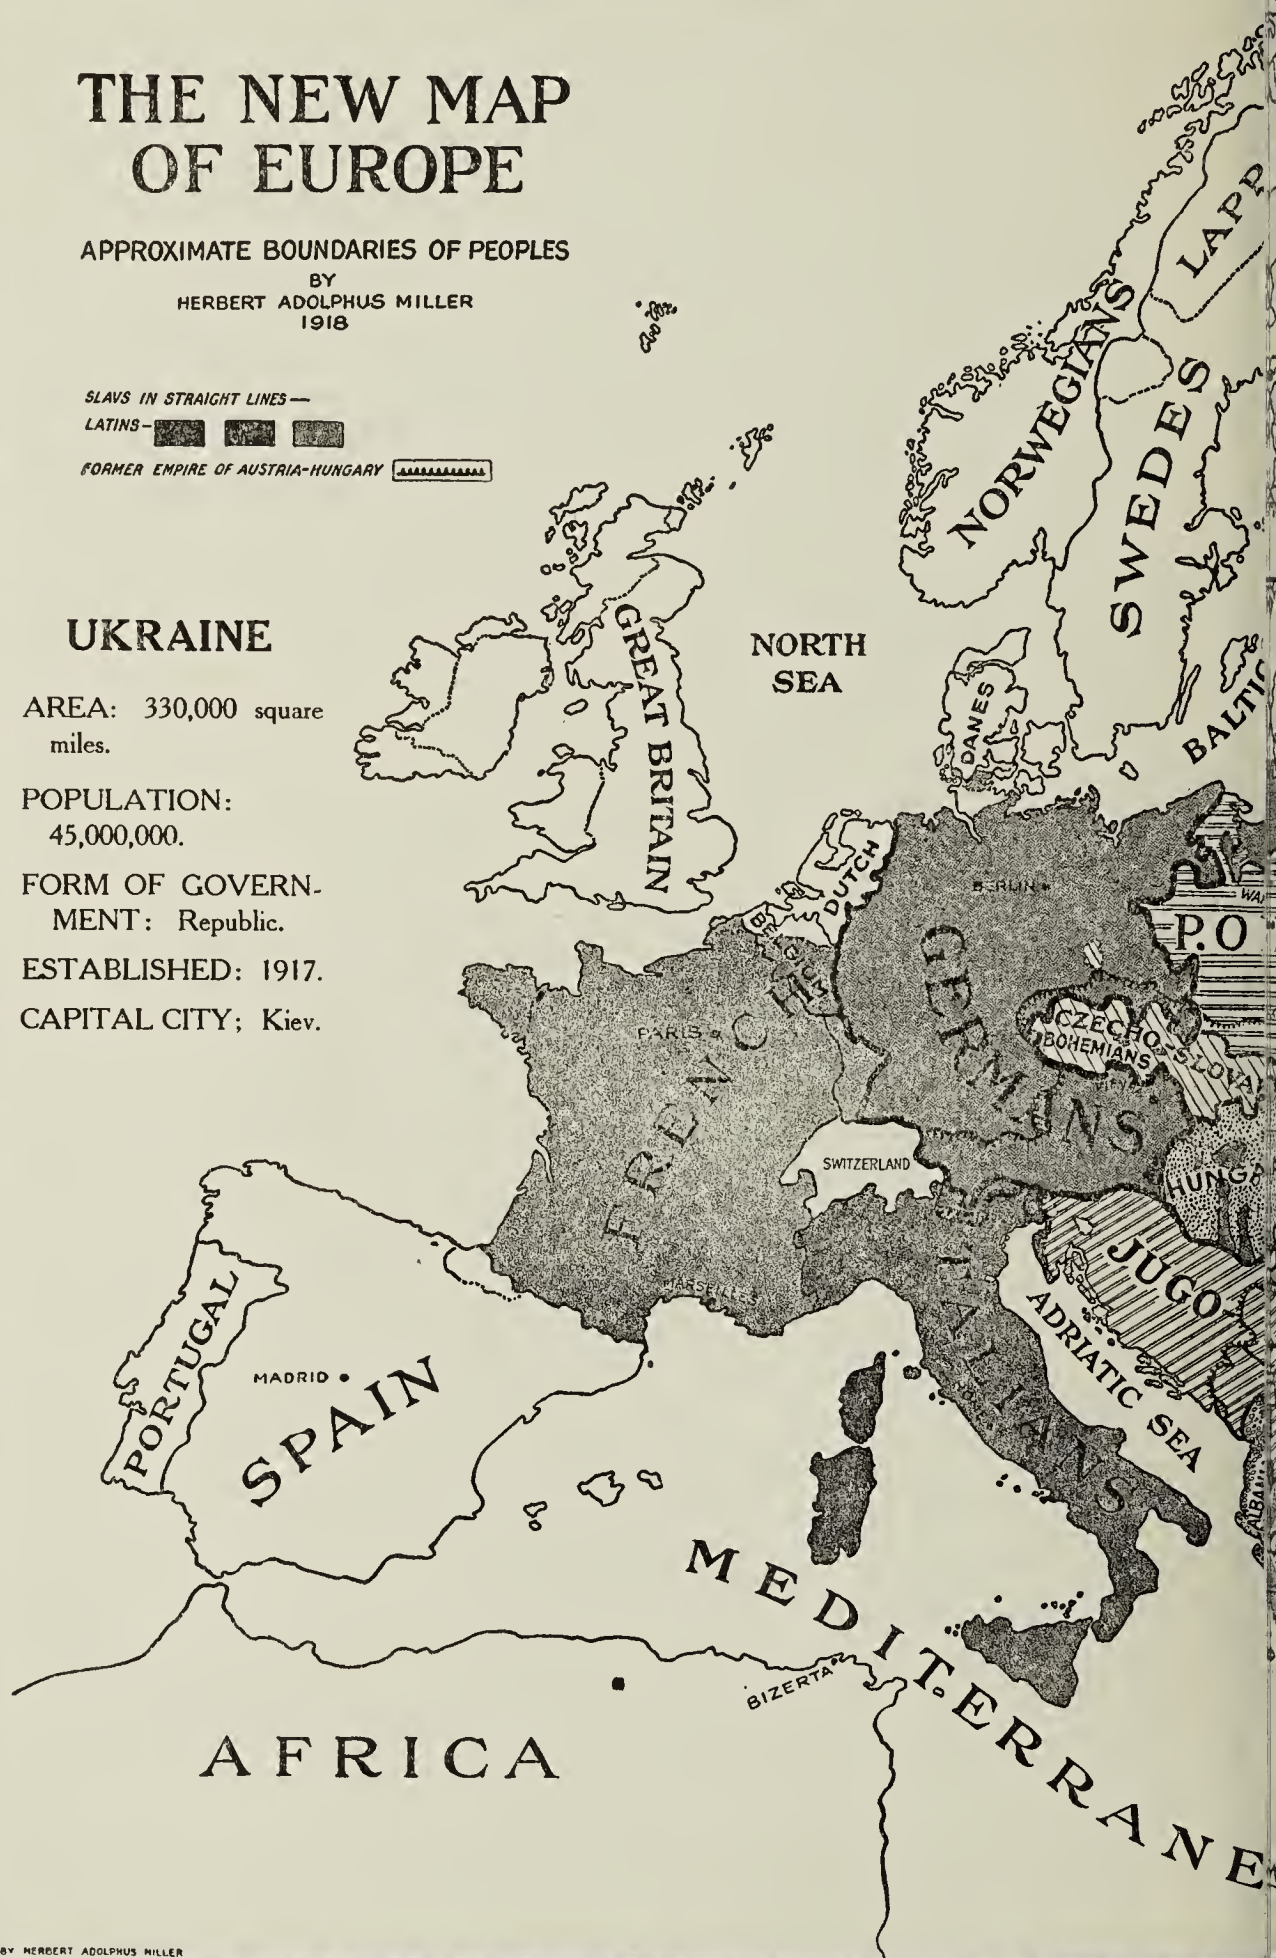 THE NEW MAP
OF EUROPE
APPROXIMATE BOUNDARIES OF PEOPLES
BY
HERBERT ADOLPHUS MILLER
1918
SLAVS IN STRAIGHT LINES—
LATINS-
FORMER EMPIRE OF AUSTRIA-HUNGARY
UKRAINE
AREA: 330,000 square
miles.
POPULATION:
45,000,000.
FORM OF GOVERN-
MENT: Republic.
ESTABLISHED: 1917.
CAPITAL CITY; Kiev.
LAPP
NORWEGIANS
SWEDES
GREAT BRITAIN
NORTH
SEA
DANES
BALTIC
DUTCH
BELGIUM
BERLIN
WA
P.O
GERMANS
CZECHO-SLOVA
BOHEMIANS
PARIS
FRENCH
SWITZERLAND
HUNGA
JUGO
MARSEILLES
ITALIANS
ADRIATIC SEA
PORTUGAL
MADRID
SPAIN
ALBAN
MEDITERRANE
BIZERTA
AFRICA
BY HERBERT ADOLPHUS MILLER